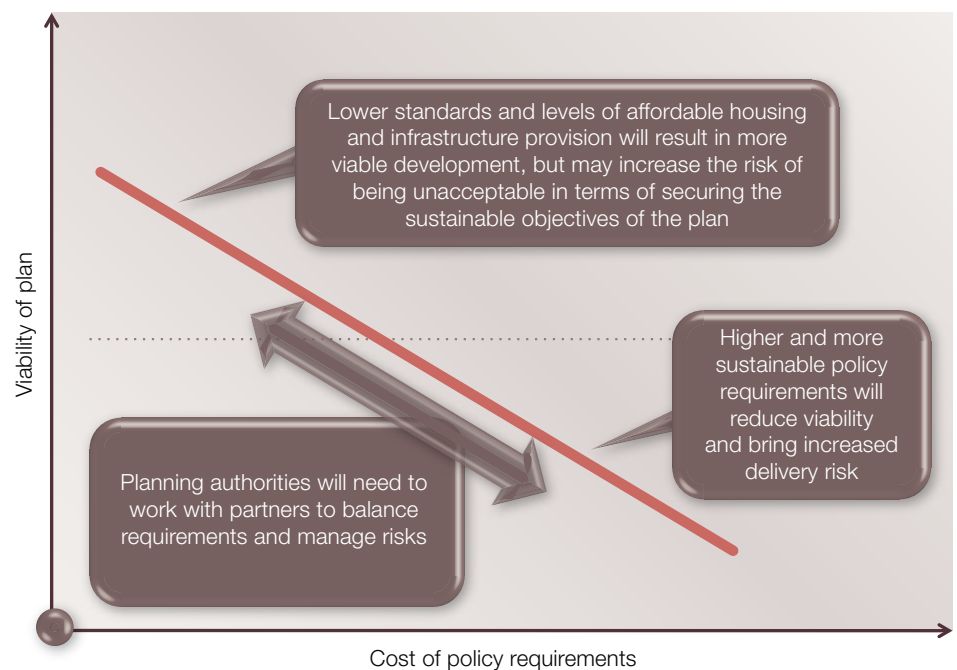 Lower standards and levels of affordable housing
and infrastructure provision will result in more
viable development, but may increase the risk of
being unacceptable in terms of securing the
sustainable objectives of the plan
Viability of plan
Higher and more
sustainable policy
requirements will
reduce viability
and bring increased
delivery risk
Planning authorities will need to
work with partners to balance
requirements and manage risks
Cost of policy requirements